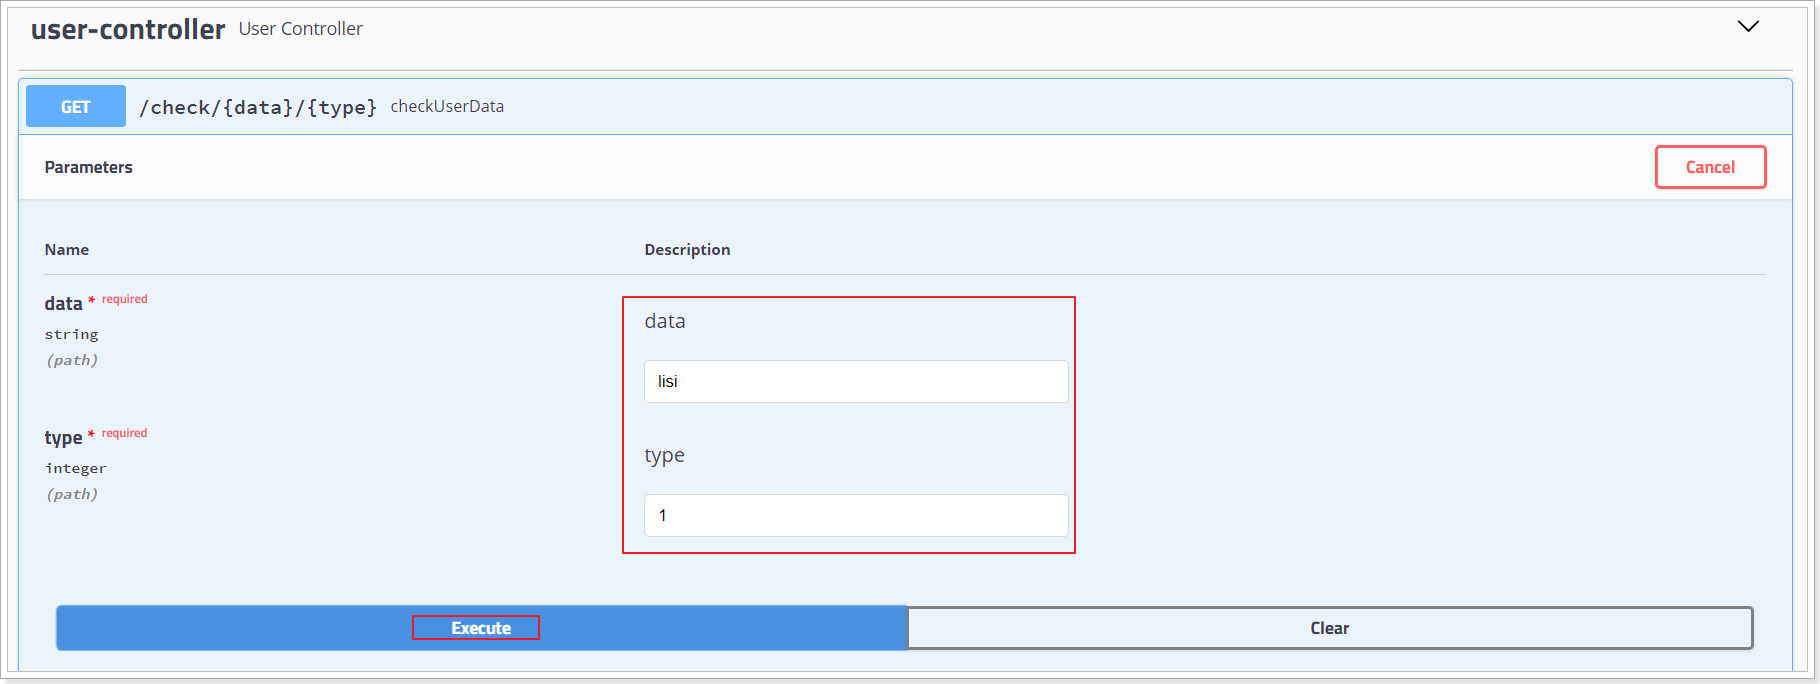 user-controller User Controller
GET /check/{data}/{type} checkUserData
Parameters Cancel
Name Description
data * required
string
(path)
data
lisi
type * required
integer
(path)
type
1
Execute Clear